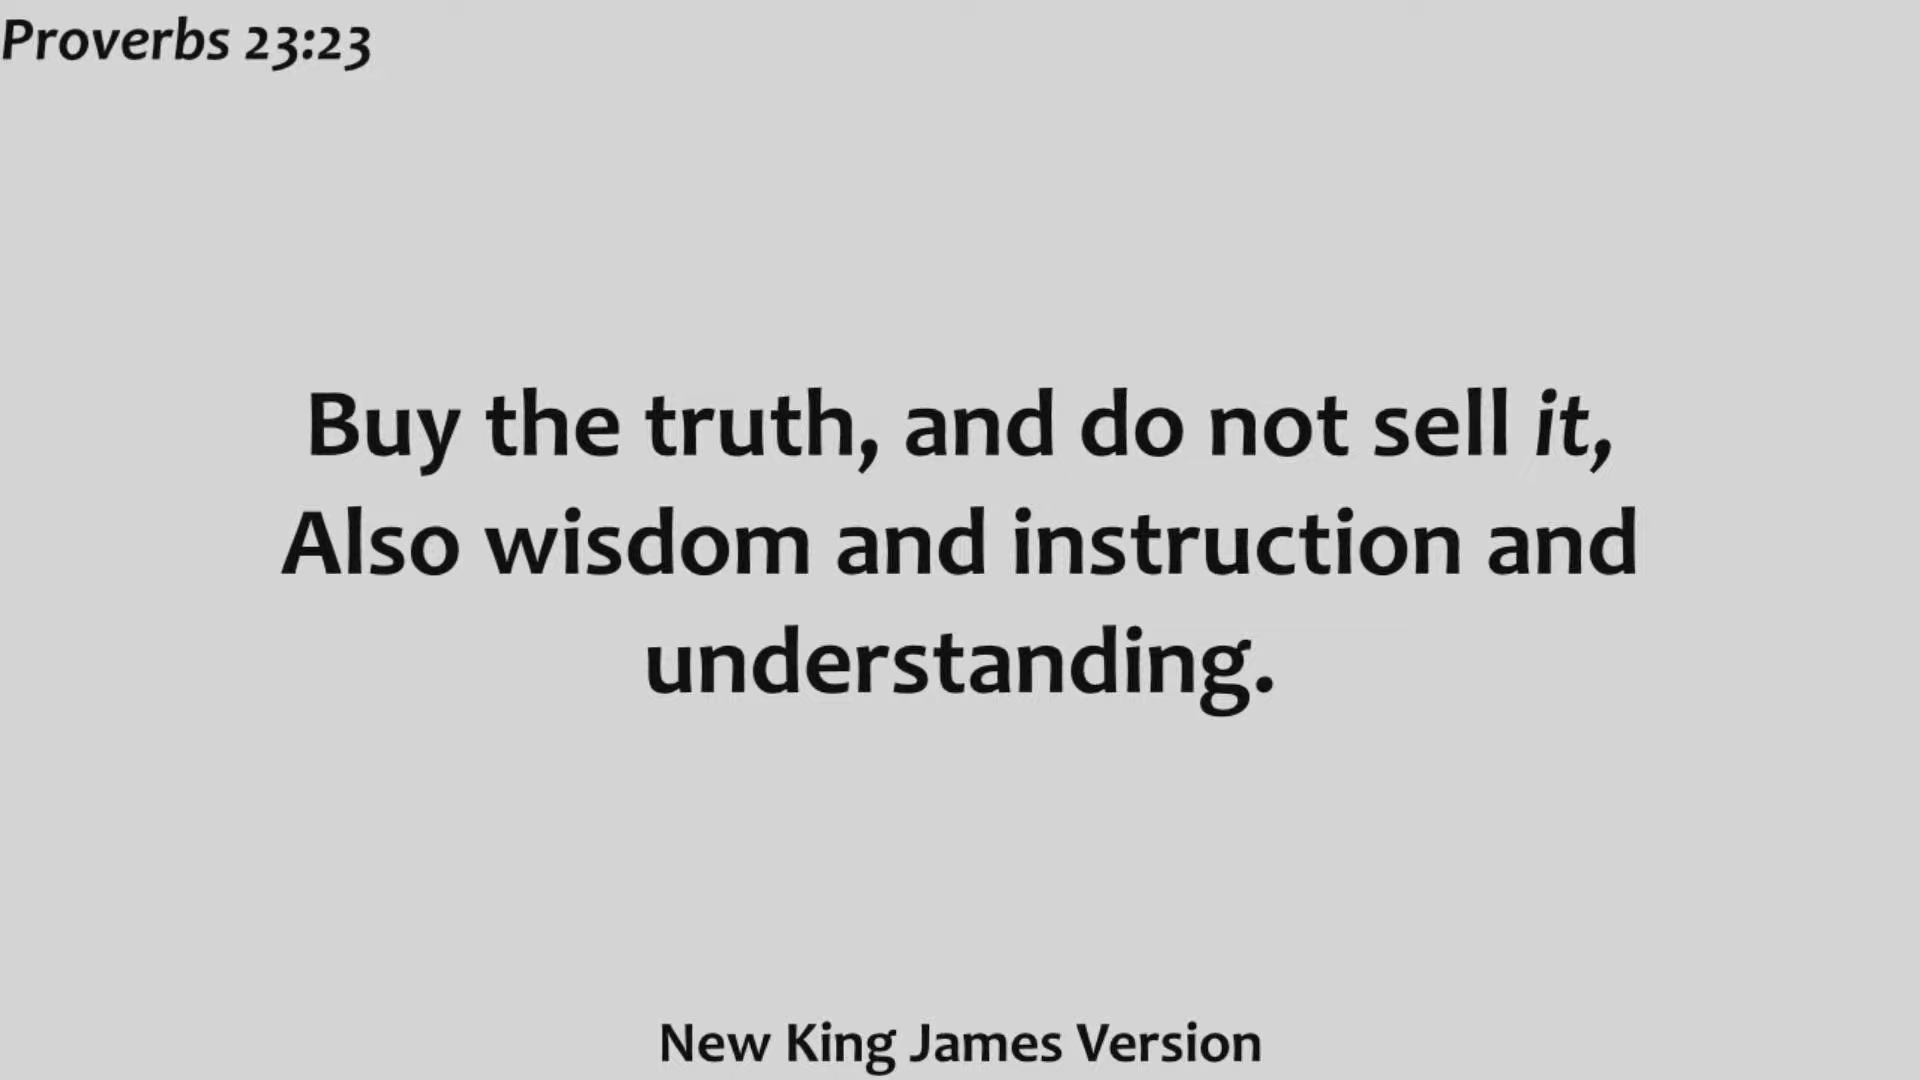 Proverbs 23:23
Buy the truth, and do not sell it,
Also wisdom and instruction and
understanding.
New King James Version